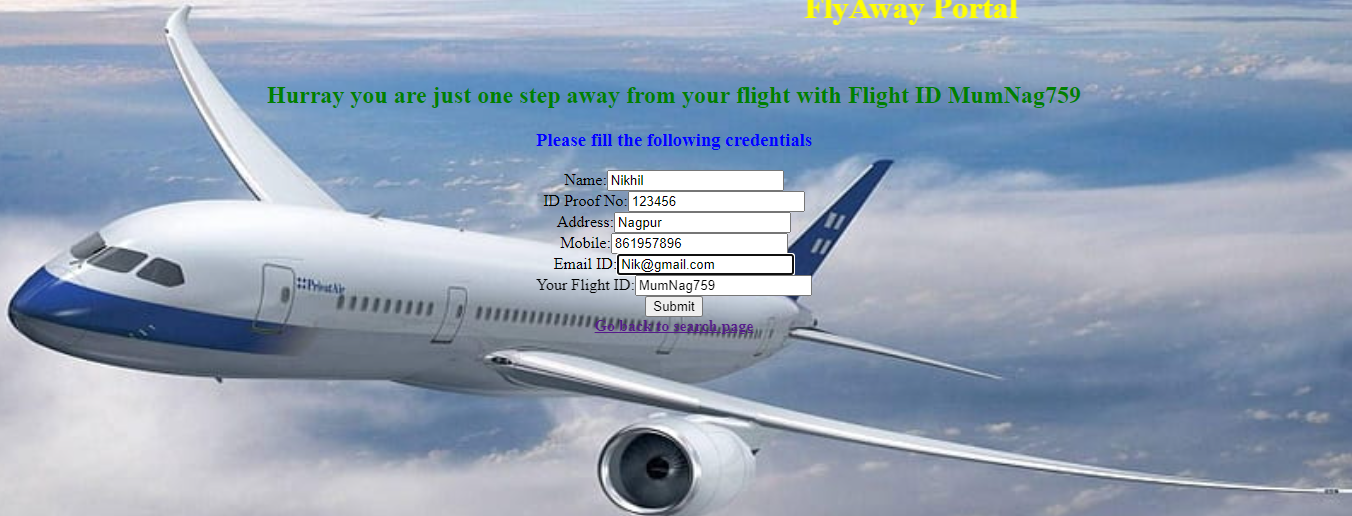 FlyAway Portal
Hurray you are just one step away from your flight with Flight ID MumNag759
Please fill the following credentials
Name: Nikhil
ID Proof No: 123456
Address: Nagpur
Mobile: 861957896
Email ID: Nik@gmail.com
PrivatAir
Your Flight ID: MumNag759
Submit
Go back to search page